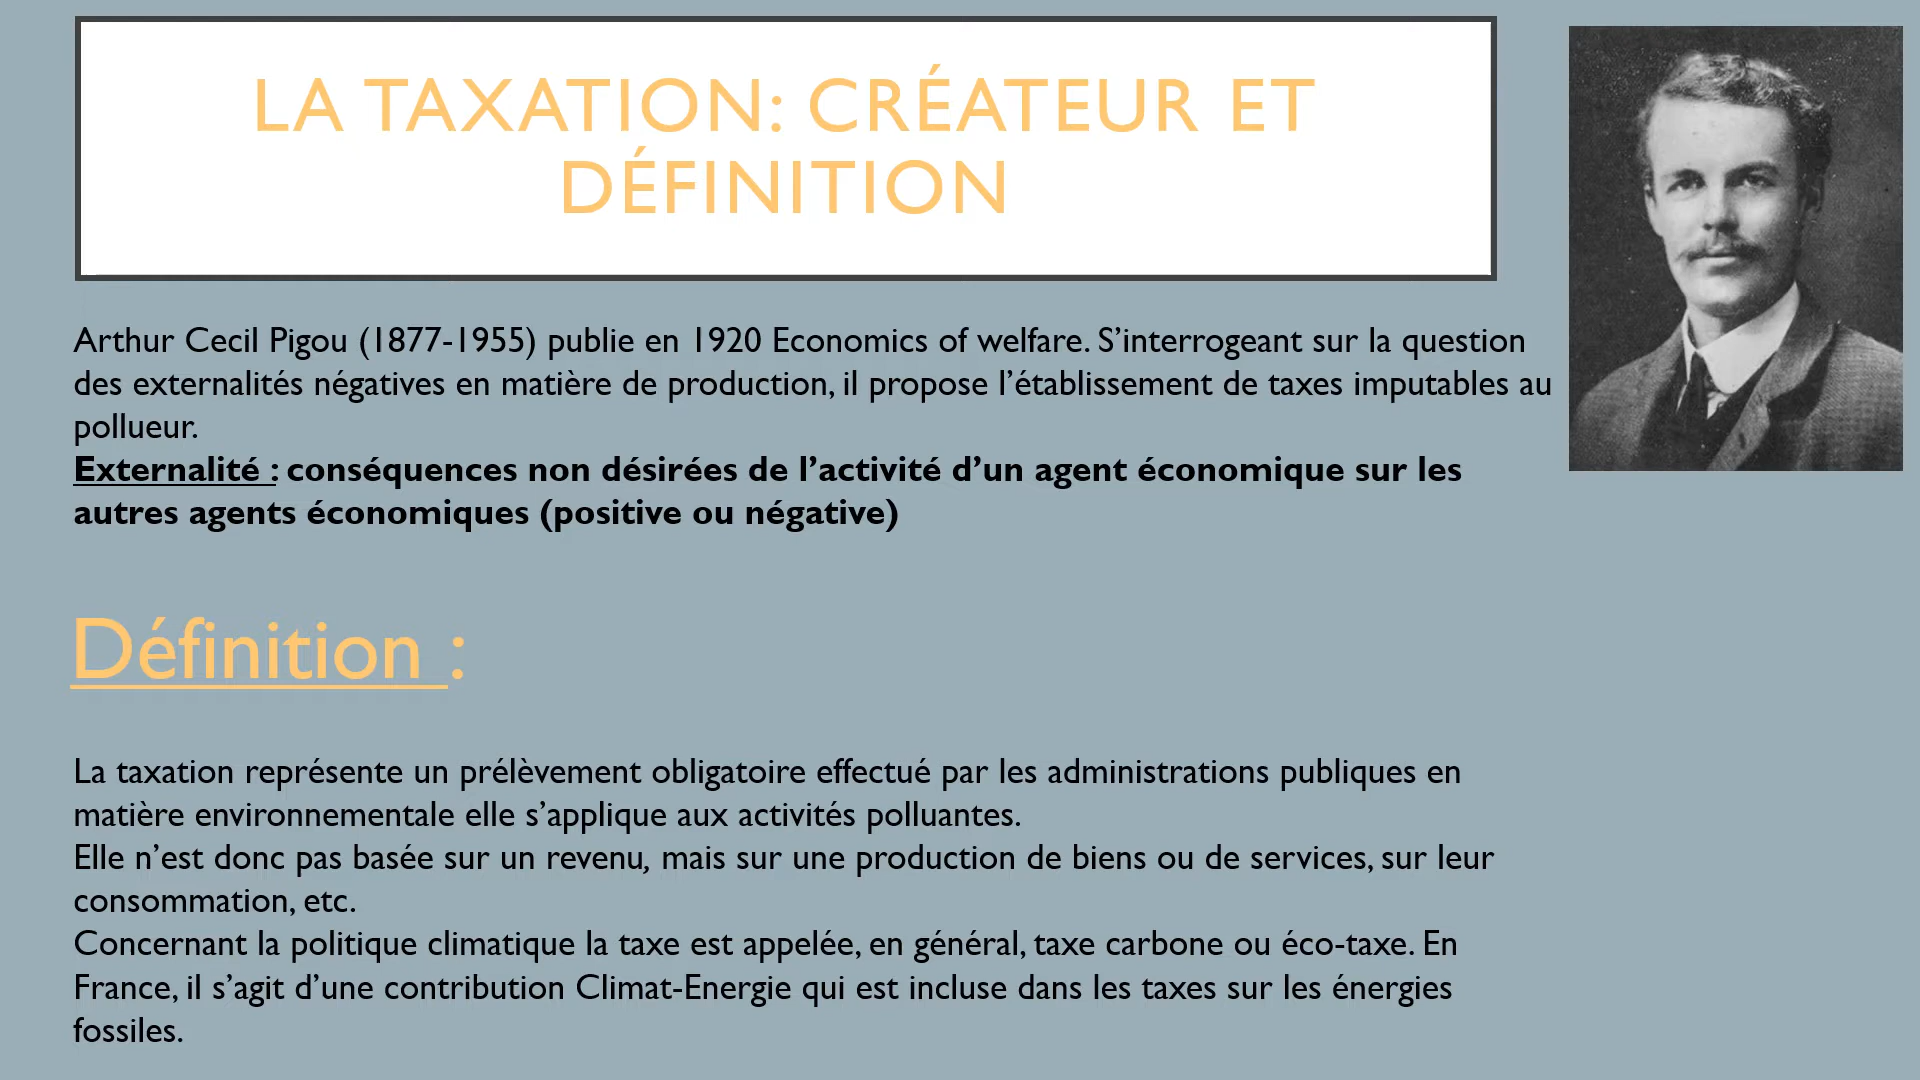 LA TAXATION: CRÉATEUR ET
DÉFINITION
Arthur Cecil Pigou (1877-1955) publie en 1920 Economics of welfare. S’interrogeant sur la question
des externalités négatives en matière de production, il propose l’établissement de taxes imputables au
pollueur.
Externalité : conséquences non désirées de l’activité d’un agent économique sur les
autres agents économiques (positive ou négative)
Définition :
La taxation représente un prélèvement obligatoire effectué par les administrations publiques en
matière environnementale elle s’applique aux activités polluantes.
Elle n’est donc pas basée sur un revenu, mais sur une production de biens ou de services, sur leur
consommation, etc.
Concernant la politique climatique la taxe est appelée, en général, taxe carbone ou éco-taxe. En
France, il s’agit d’une contribution Climat-Energie qui est incluse dans les taxes sur les énergies
fossiles.